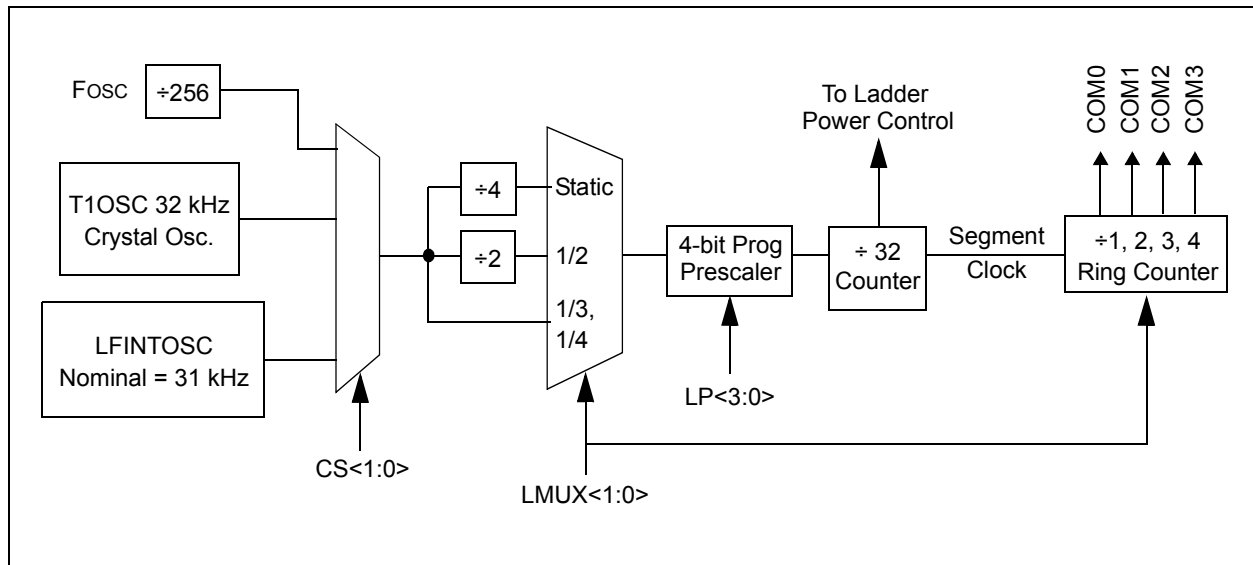 FOSC
÷256
T1OSC 32 kHz
Crystal Osc.
LFINTOSC
Nominal = 31 kHz
CS<1:0>
÷4
÷2
Static
1/2
1/3,
1/4
LMUX<1:0>
4-bit Prog
Prescaler
LP<3:0>
To Ladder
Power Control
÷ 32
Counter
Segment
Clock
COM0
COM1
COM2
COM3
÷1, 2, 3, 4
Ring Counter